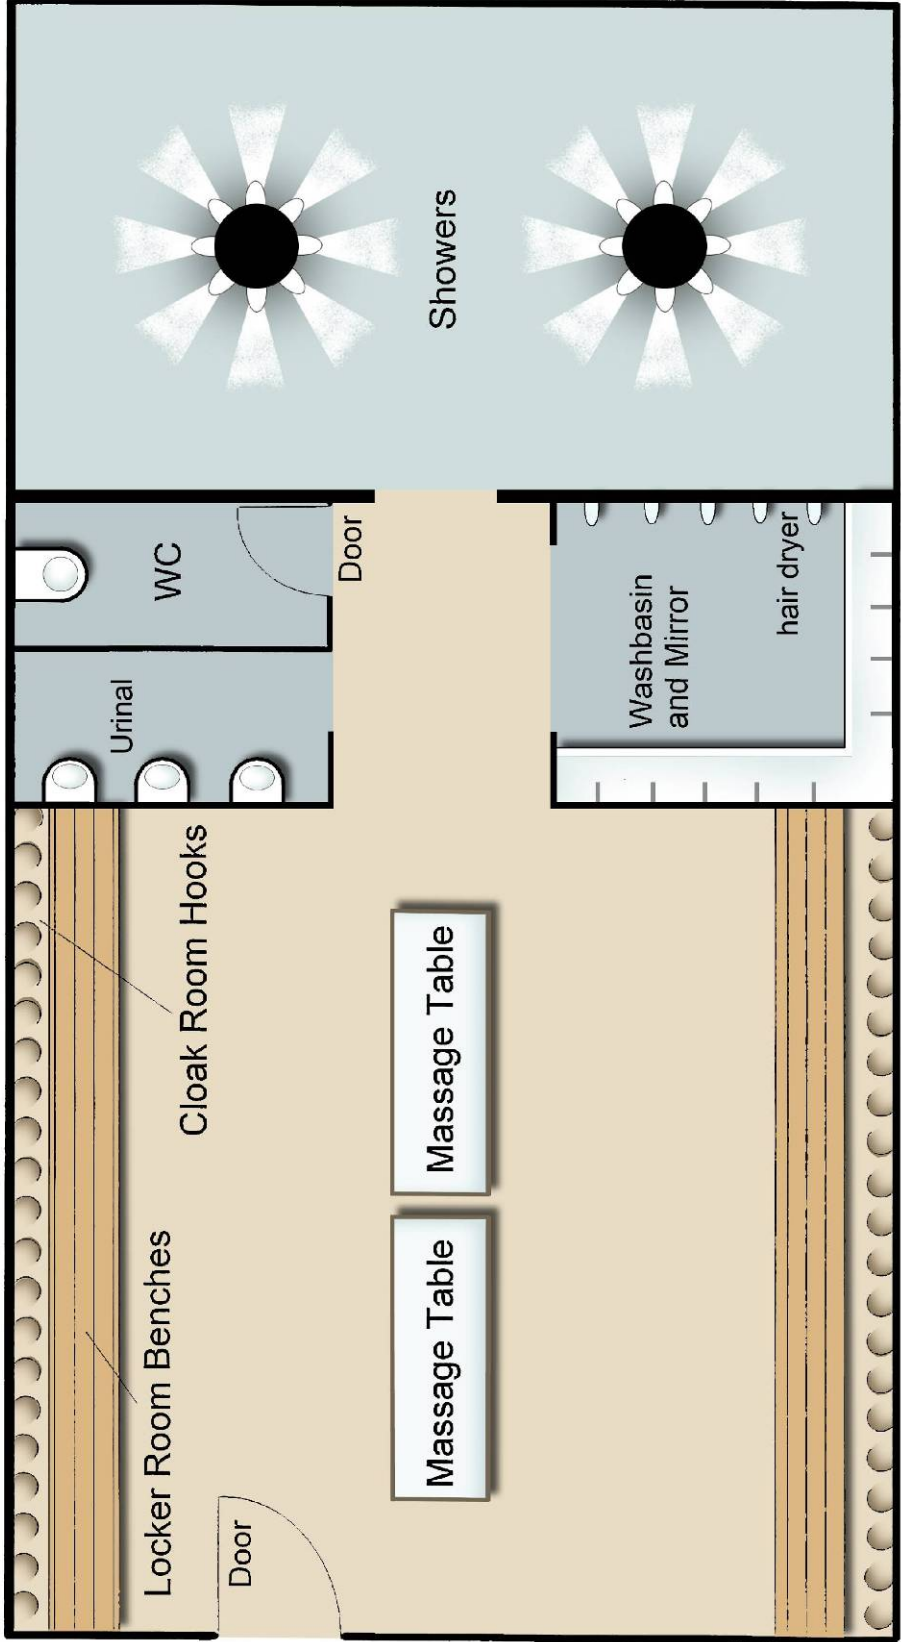 Locker Room Benches
Cloak Room Hooks
Door
Massage Table
Massage Table
Urinal
WC
Door
Washbasin
and Mirror
hair dryer
Showers